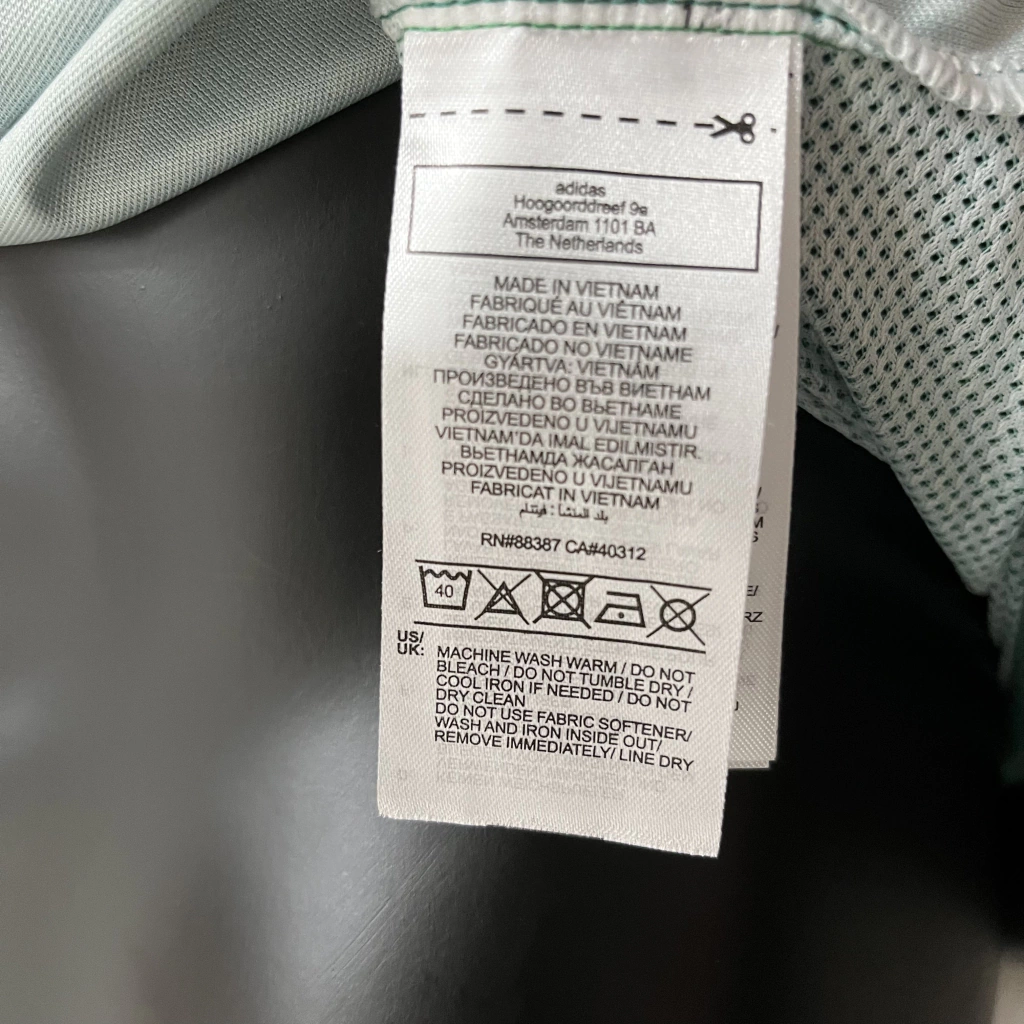 adidas
Hoogoorddreef 9a
Amsterdam 1101 BA
The Netherlands
MADE IN VIETNAM
FABRIQUÉ AU VIÊTNAM
FABRICADO EN VIETNAM
FABRICADO NO VIETNAME
GYÁRTVA: VIETNÁM
ПРОИЗВЕДЕНО ВЪВ ВИЕТНАМ
СДЕЛАНО ВО ВЬЕТНАМЕ
PROIZVEDENO U VIJETNAMU
VIETNAM'DA IMAL EDILMISTIR.
ВЬЕТНАМДА ЖАСАЛҒАН
PROIZVEDENO U VIJETNAMU
FABRICAT IN VIETNAM
بلد المنشأ : فيتنام
RN#88387 CA#40312
40
US/
UK: MACHINE WASH WARM / DO NOT
BLEACH / DO NOT TUMBLE DRY /
COOL IRON IF NEEDED / DO NOT
DRY CLEAN
DO NOT USE FABRIC SOFTENER/
WASH AND IRON INSIDE OUT/
REMOVE IMMEDIATELY/ LINE DRY